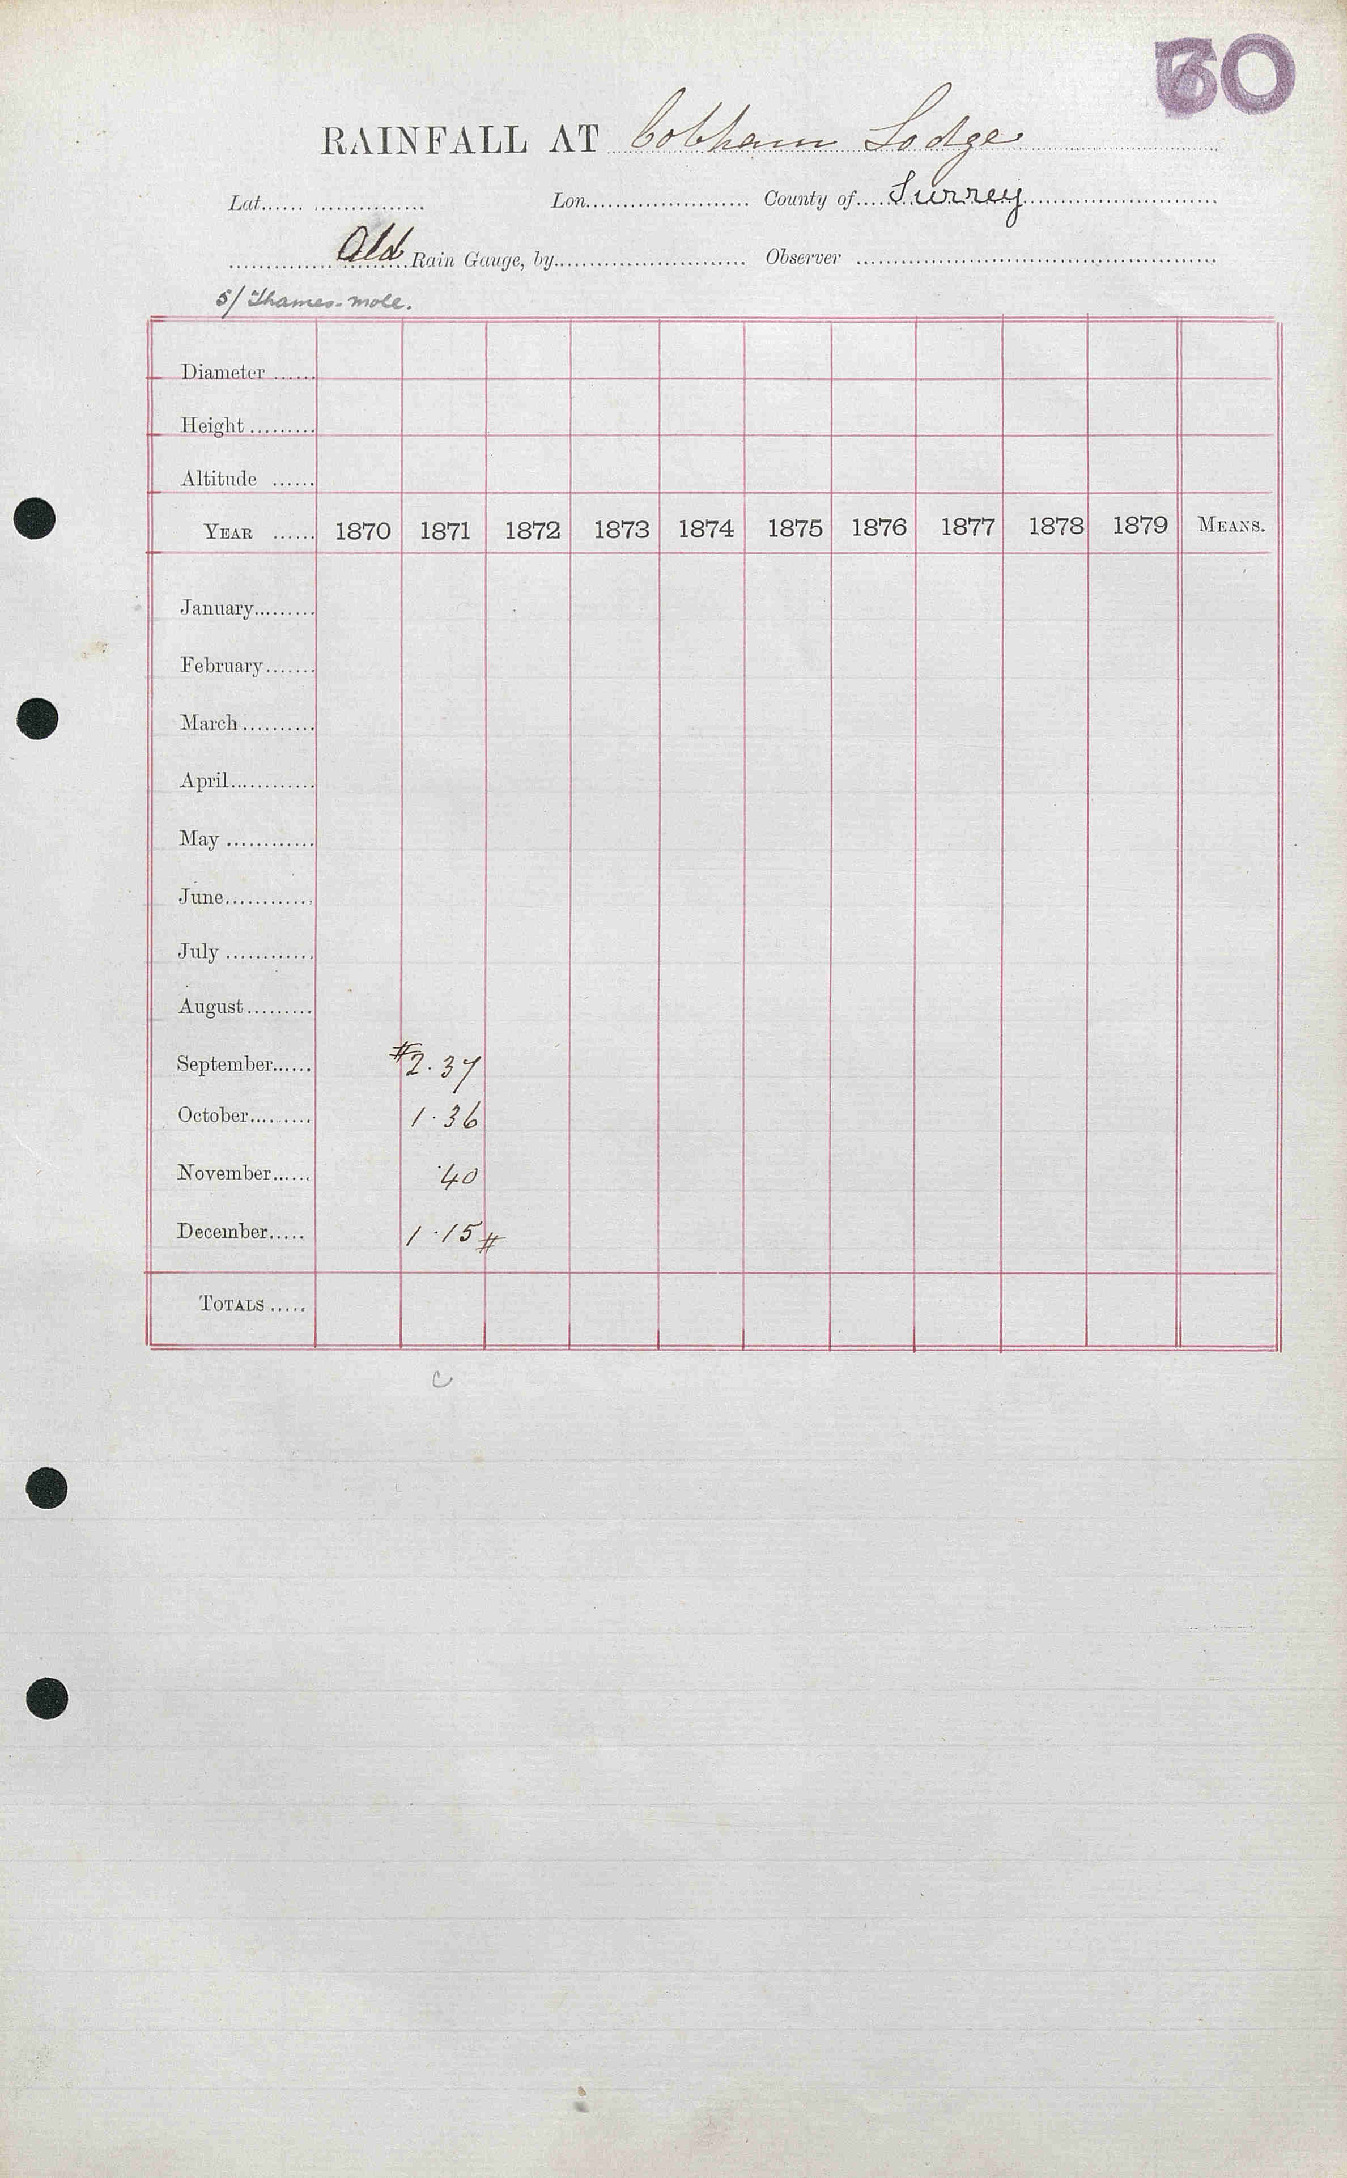 60
RAINFALL AT Cobham Lodge
Lat. Lon. County of Surrey
Old Rain Gauge, by Observer
5/ Thames-Mole.
Diameter
Height
Altitude
YEAR 1870 1871 1872 1873 1874 1875 1876 1877 1878 1879 MEANS.
January
February
March
April
May
June
July
August
September #2.37
October 1.36
November .40
December 1.15#
TOTALS
C